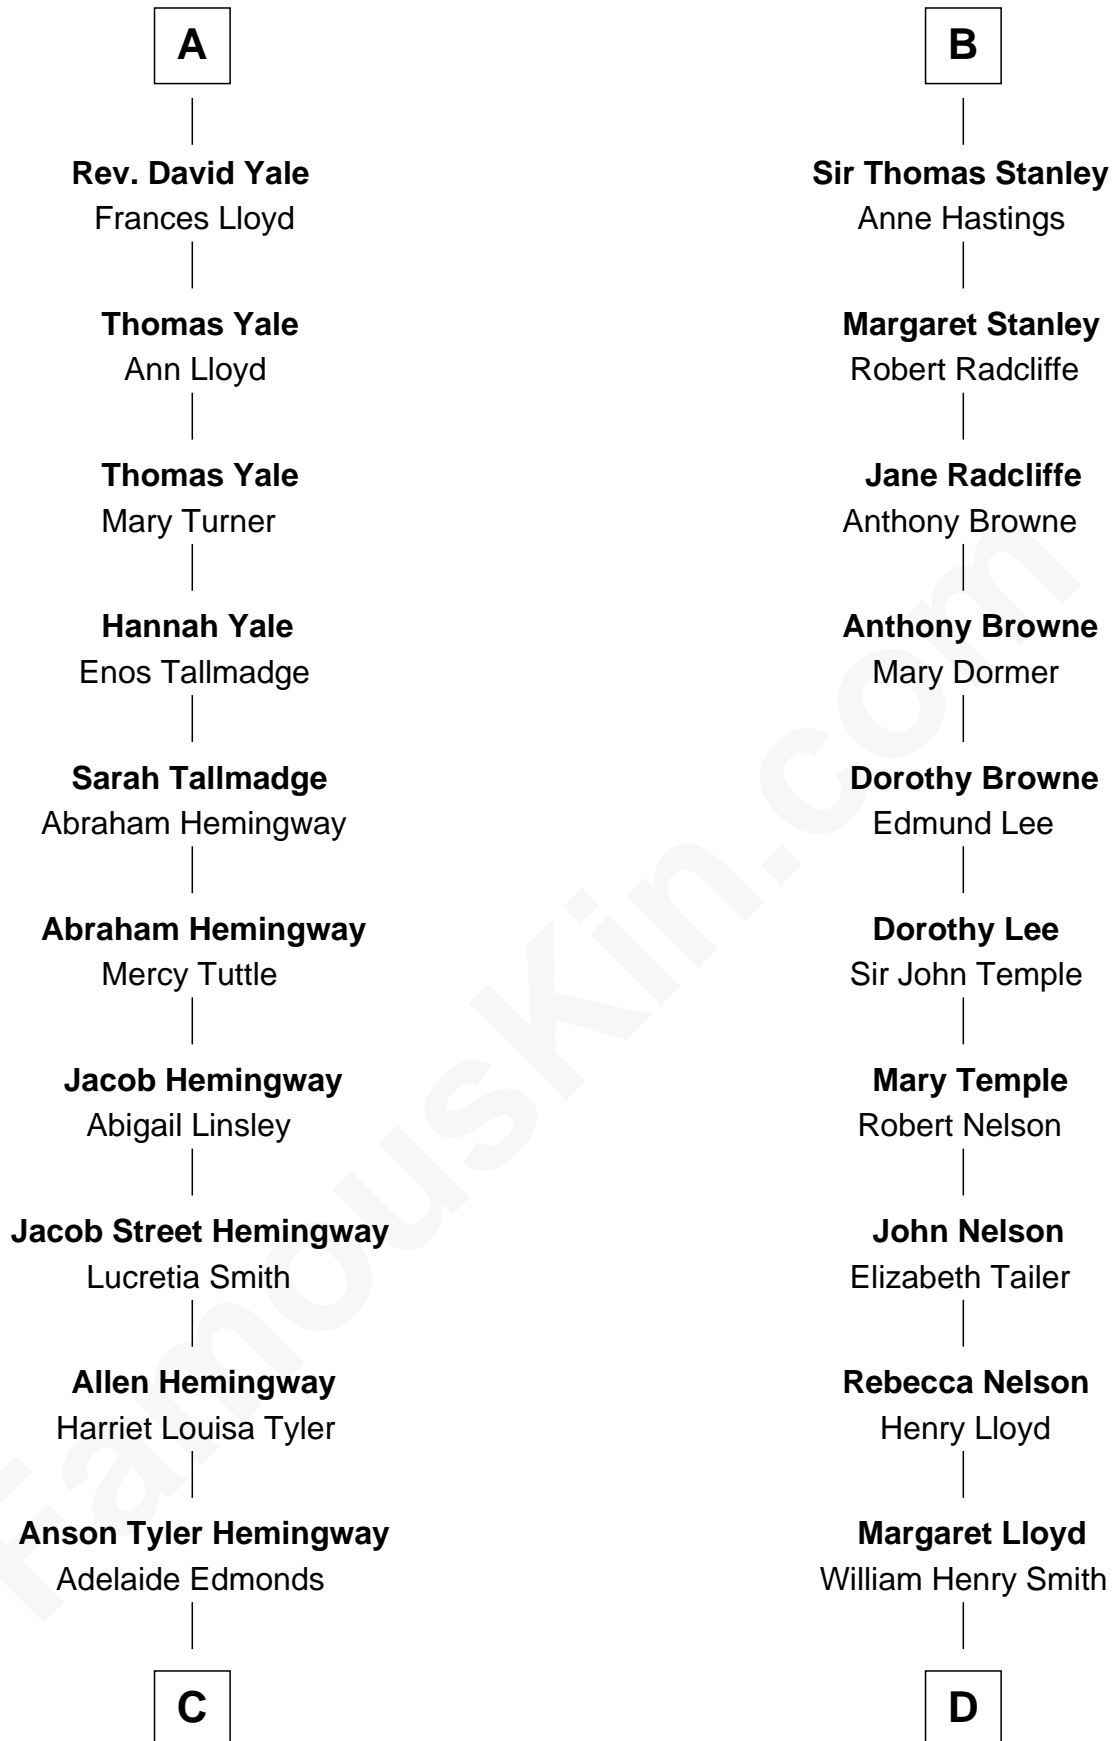 A
Rev. David Yale
Frances Lloyd
Thomas Yale
Ann Lloyd
Thomas Yale
Mary Turner
Hannah Yale
Enos Tallmadge
Sarah Tallmadge
Abraham Hemingway
Abraham Hemingway
Mercy Tuttle
Jacob Hemingway
Abigail Linsley
Jacob Street Hemingway
Lucretia Smith
Allen Hemingway
Harriet Louisa Tyler
Anson Tyler Hemingway
Adelaide Edmonds
C
B
Sir Thomas Stanley
Anne Hastings
Margaret Stanley
Robert Radcliffe
Jane Radcliffe
Anthony Browne
Anthony Browne
Mary Dormer
Dorothy Browne
Edmund Lee
Dorothy Lee
Sir John Temple
Mary Temple
Robert Nelson
John Nelson
Elizabeth Tailer
Rebecca Nelson
Henry Lloyd
Margaret Lloyd
William Henry Smith
D
FamousKin.com